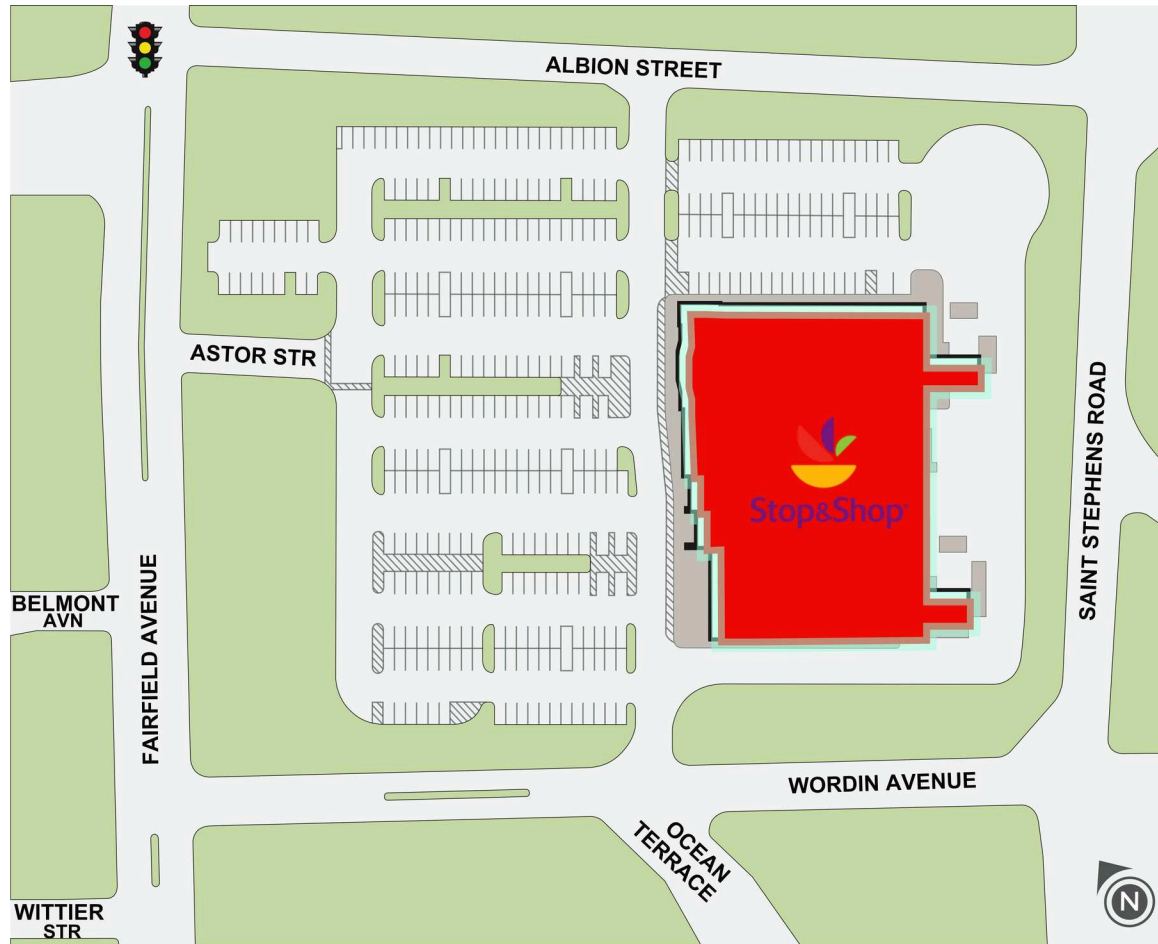 ALBION STREET
ASTOR STR
SAINT STEPHENS ROAD
Stop&Shop
BELMONT
AVN
FAIRFIELD AVENUE
WORDIN AVENUE
OCEAN
TERRACE
WITTIER
STR
N